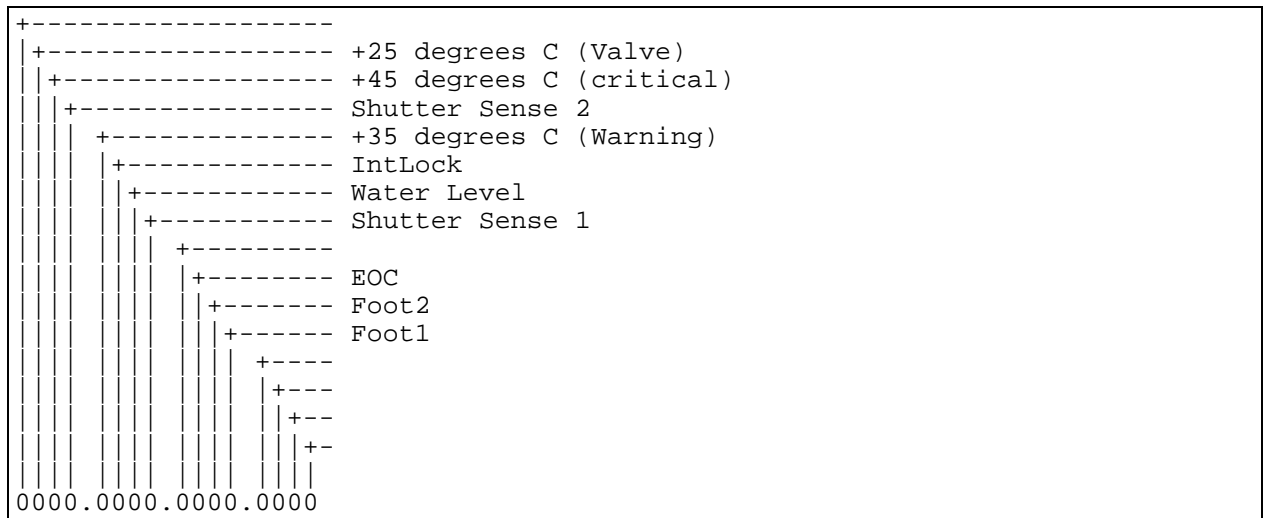 +-------------------
|+------------------ +25 degrees C (Valve)
||+----------------- +45 degrees C (critical)
|||+---------------- Shutter Sense 2
|||| +-------------- +35 degrees C (Warning)
|||| |+------------- IntLock
|||| ||+------------ Water Level
|||| |||+----------- Shutter Sense 1
|||| |||| +---------
|||| |||| |+-------- EOC
|||| |||| ||+------- Foot2
|||| |||| |||+------ Foot1
|||| |||| |||| +----
|||| |||| |||| |+---
|||| |||| |||| ||+--
|||| |||| |||| |||+-
|||| |||| |||| ||||
0000.0000.0000.0000